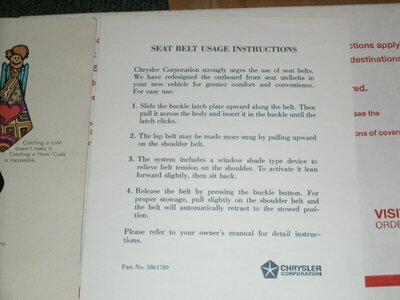 SEAT BELT USAGE INSTRUCTIONS
Chrysler Corporation strongly urges the use of seat belts.
We have redesigned the outboard front seat unibelts in
your new vehicle for greater comfort and convenience.
For easy use:
1. Slide the buckle latch plate upward along the belt. Then
pull it across the body and insert it in the buckle until the
latch clicks.
2. The lap belt may be made more snug by pulling upward
on the shoulder belt.
3. The system includes a window shade type device to
relieve belt tension on the shoulder. To activate it lean
forward slightly, then sit back.
4. Release the belt by pressing the buckle button. For
proper stowage, pull slightly on the shoulder belt and
the belt will automatically retract to the stowed posi-
tion.
Please refer to your owner's manual for detail instruc-
tions.
Part No. 3861789
CHRYSLER
CORPORATION
Catching a cold
doesn't make it.
Catching a Hemi-'Cuda
is impossible.
ctions apply
destinations
red.
see the
ions of covera
VISI
ORDE